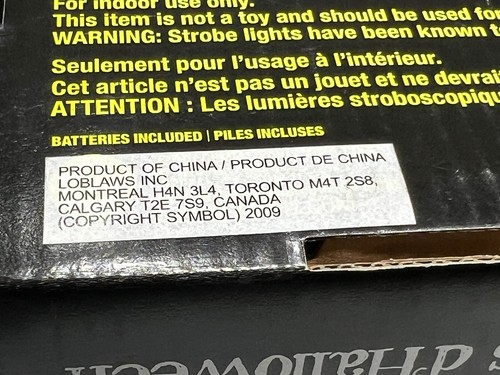 For indoor use only.
This item is not a toy and should be used fo
WARNING: Strobe lights have been known t
Seulement pour l'usage à l'intérieur.
Cet article n'est pas un jouet et ne devrai
ATTENTION : Les lumières stroboscopiqu
BATTERIES INCLUDED | PILES INCLUSES
PRODUCT OF CHINA / PRODUCT DE CHINA
LOBLAWS INC
MONTREAL H4N 3L4, TORONTO M4T 2S8,
CALGARY T2E 7S9, CANADA
(COPYRIGHT SYMBOL) 2009
d'Halloween